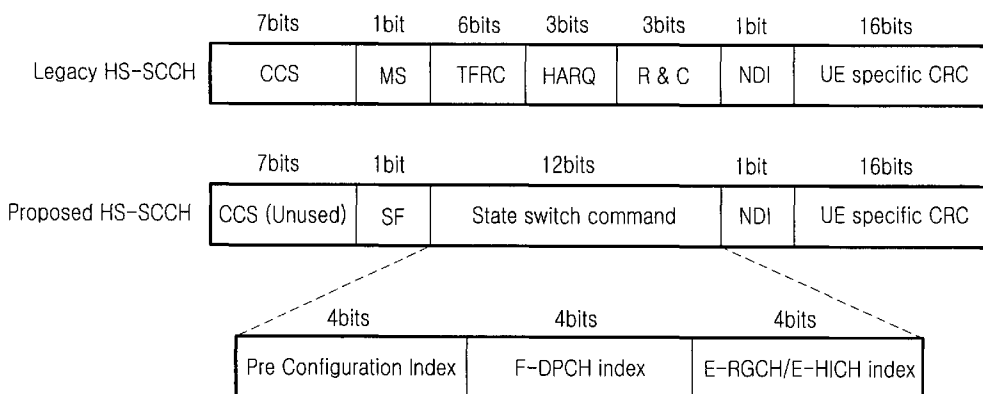 7bits 1bit 6bits 3bits 3bits 1bit 16bits
Legacy HS-SCCH CCS MS TFRC HARQ R & C NDI UE specific CRC
7bits 1bit 12bits 1bit 16bits
Proposed HS-SCCH CCS (Unused) SF State switch command NDI UE specific CRC
4bits 4bits 4bits
Pre Configuration Index F-DPCH index E-RGCH/E-HICH index